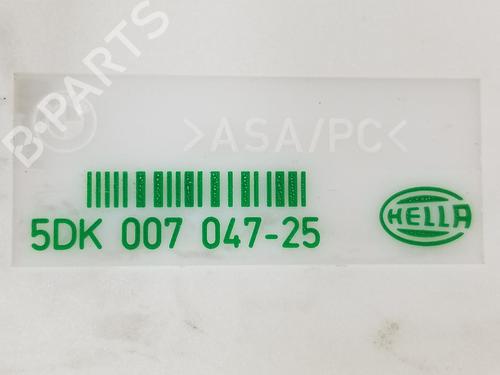 B-PARTS
>ASA/PC<
5DK 007 047-25
HELLA